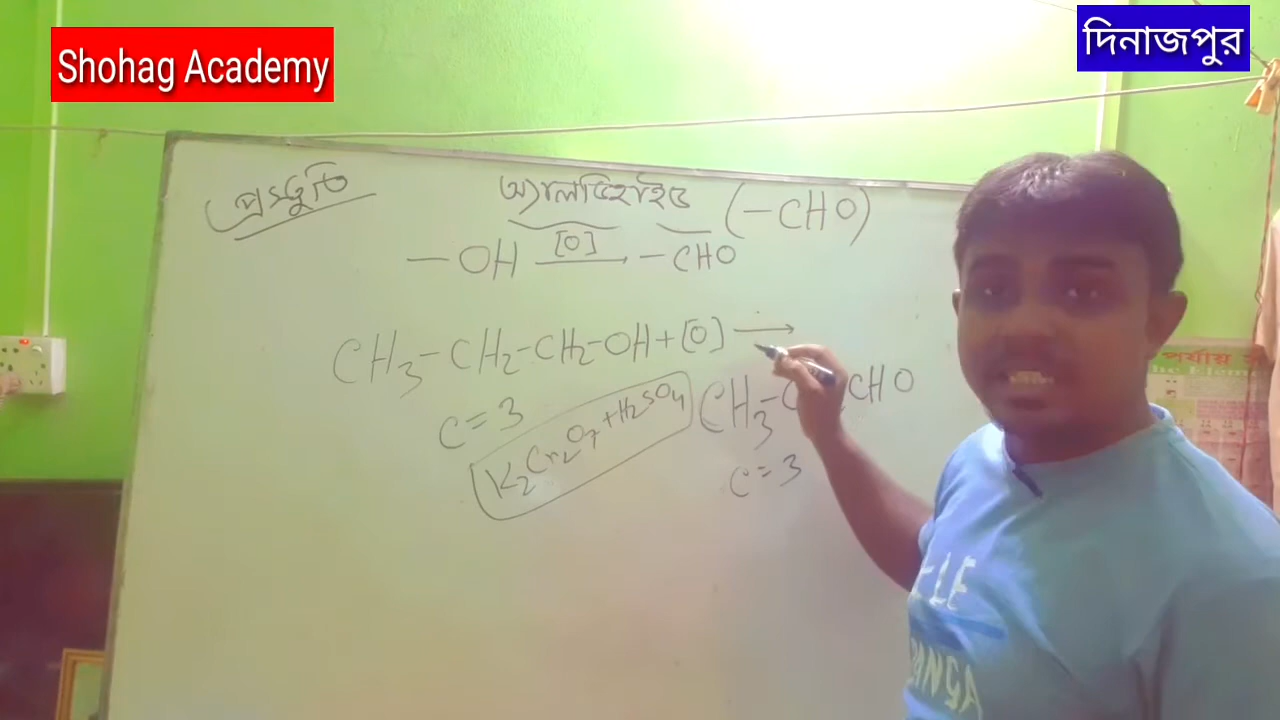 Shohag Academy
দিনাজপুর
প্রস্তুতি
অ্যালডিহাইড (-CHO)
-OH [O] → -CHO
CH3-CH2-CH2-OH+[O] →
CH3-C CHO
C=3
K2Cr2O7+H2SO4
C=3
পর্যায়